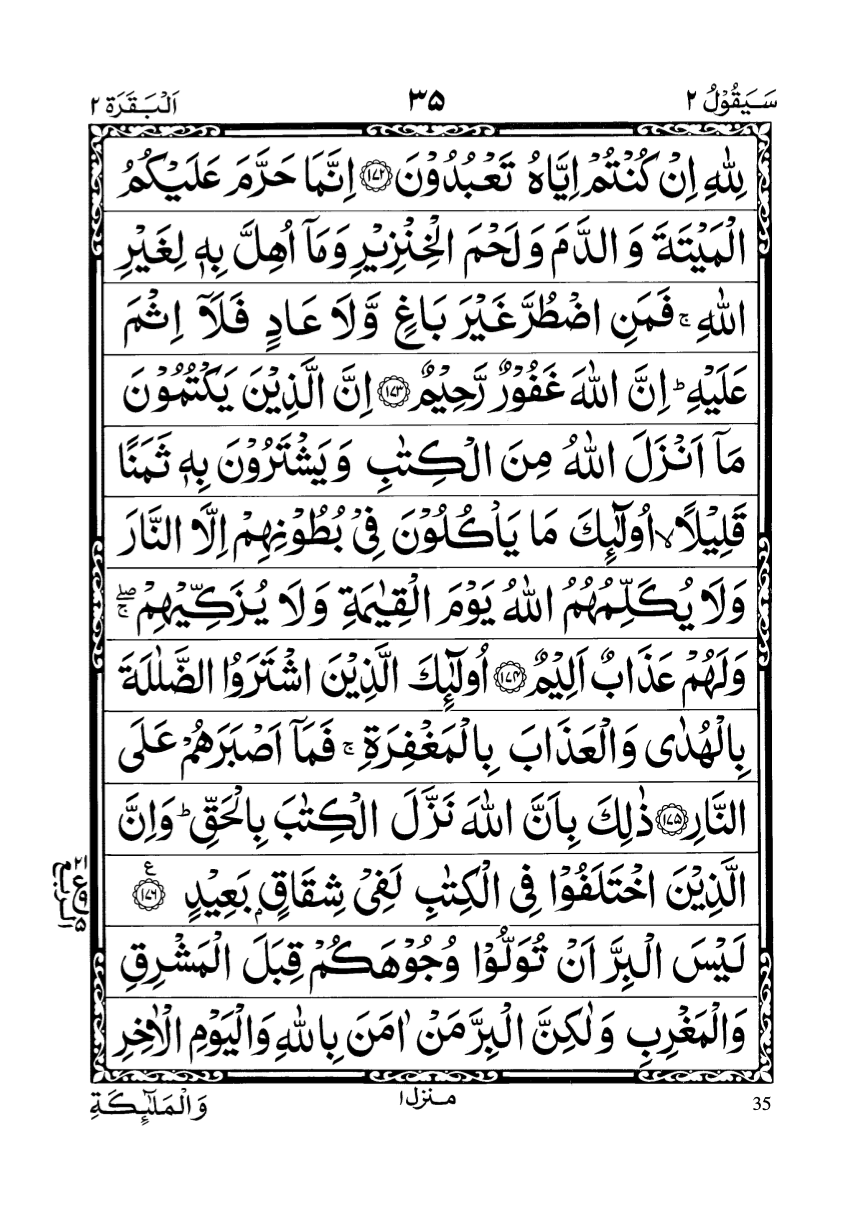 سَيَقُوْلُ ٢
٣٥
اَلْبَقَرَة ٢
لِلّٰهِ اِنْ كُنْتُمْ اِيَّاهُ تَعْبُدُوْنَ ۝١٧٢ اِنَّمَا حَرَّمَ عَلَيْكُمُ
الْمَيْتَةَ وَ الدَّمَ وَلَحْمَ الْخِنْزِيْرِ وَمَاۤ اُهِلَّ بِهٖ لِغَيْرِ
اللّٰهِ ۚ فَمَنِ اضْطُرَّ غَيْرَ بَاغٍ وَّلَا عَادٍ فَلَاۤ اِثْمَ
عَلَيْهِ ؕ اِنَّ اللّٰهَ غَفُوْرٌ رَّحِيْمٌ ۝١٧٣ اِنَّ الَّذِيْنَ يَكْتُمُوْنَ
مَاۤ اَنْزَلَ اللّٰهُ مِنَ الْكِتٰبِ وَيَشْتَرُوْنَ بِهٖ ثَمَنًا
قَلِيْلًا ۙ اُولٰٓئِكَ مَا يَاْكُلُوْنَ فِيْ بُطُوْنِهِمْ اِلَّا النَّارَ
وَلَا يُكَلِّمُهُمُ اللّٰهُ يَوْمَ الْقِيٰمَةِ وَلَا يُزَكِّيْهِمْ ۖۚ
وَلَهُمْ عَذَابٌ اَلِيْمٌ ۝١٧٤ اُولٰٓئِكَ الَّذِيْنَ اشْتَرَوُا الضَّلٰلَةَ
بِالْهُدٰى وَالْعَذَابَ بِالْمَغْفِرَةِ ۚ فَمَاۤ اَصْبَرَهُمْ عَلَى
النَّارِ ۝١٧٥ ذٰلِكَ بِاَنَّ اللّٰهَ نَزَّلَ الْكِتٰبَ بِالْحَقِّ ؕ وَاِنَّ
الَّذِيْنَ اخْتَلَفُوْا فِى الْكِتٰبِ لَفِيْ شِقَاقٍۭ بَعِيْدٍ ۝١٧٦ ع
٢١
ع
٥
الربع
لَيْسَ الْبِرَّ اَنْ تُوَلُّوْا وُجُوْهَكُمْ قِبَلَ الْمَشْرِقِ
وَالْمَغْرِبِ وَلٰكِنَّ الْبِرَّ مَنْ اٰمَنَ بِاللّٰهِ وَالْيَوْمِ الْاٰخِرِ
35
منزل ١
وَالْمَلٰٓئِكَةِ